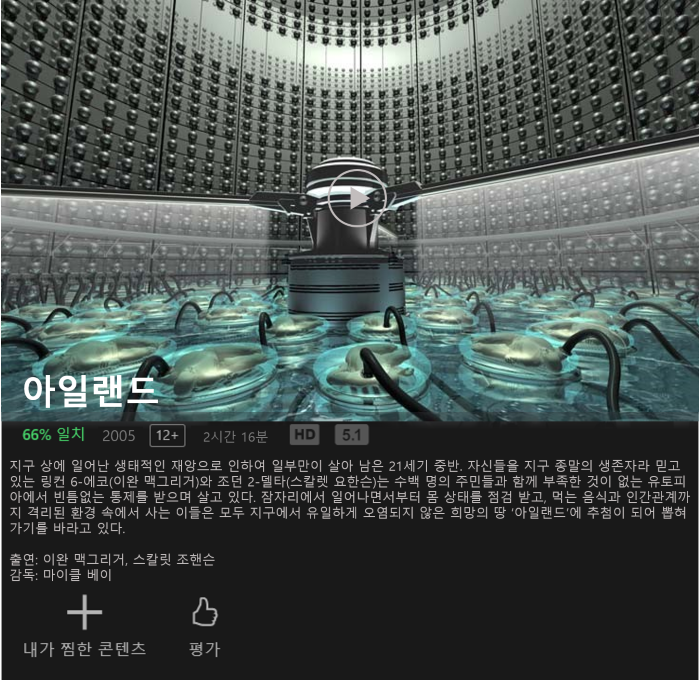 아일랜드
66% 일치 2005 12+ 2시간 16분 HD 5.1
지구 상에 일어난 생태적인 재앙으로 인하여 일부만이 살아 남은 21세기 중반. 자신들을 지구 종말의 생존자라 믿고
있는 링컨 6-에코(이완 맥그리거)와 조던 2-델타(스칼렛 요한슨)는 수백 명의 주민들과 함께 부족한 것이 없는 유토피
아에서 빈틈없는 통제를 받으며 살고 있다. 잠자리에서 일어나면서부터 몸 상태를 점검 받고, 먹는 음식과 인간관계까
지 격리된 환경 속에서 사는 이들은 모두 지구에서 유일하게 오염되지 않은 희망의 땅 '아일랜드'에 추첨이 되어 뽑혀
가기를 바라고 있다.
출연: 이완 맥그리거, 스칼릿 조핸슨
감독: 마이클 베이
내가 찜한 콘텐츠 평가